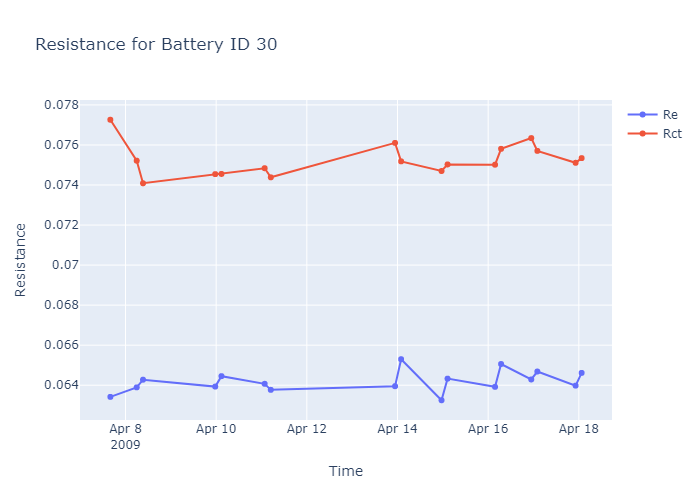 Resistance for Battery ID 30
0.078
0.076
0.074
0.072
0.07
0.068
0.066
0.064
Resistance
Apr 8
2009
Apr 10
Apr 12
Apr 14
Apr 16
Apr 18
Time
Re
Rct